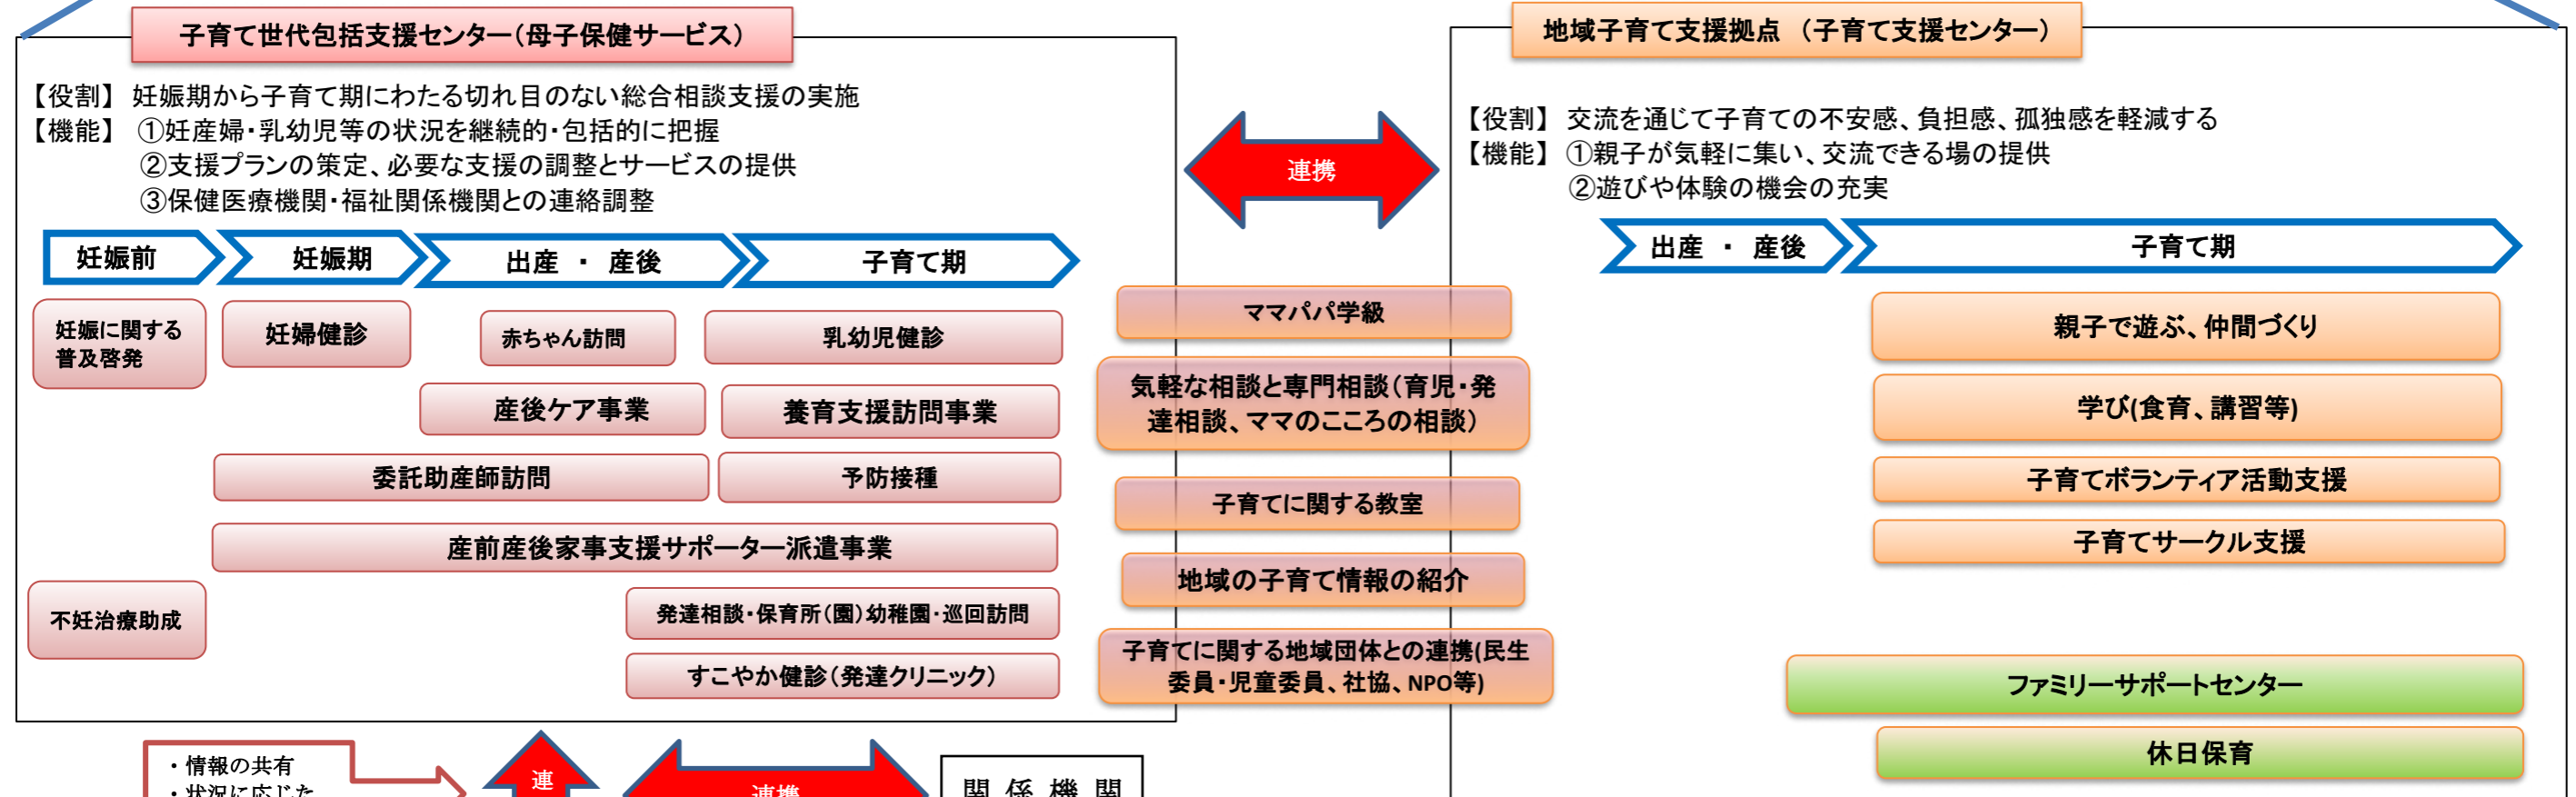 子育て世代包括支援センター（母子保健サービス）
【役割】 妊娠期から子育て期にわたる切れ目のない総合相談支援の実施
【機能】 ①妊産婦・乳幼児等の状況を継続的・包括的に把握
②支援プランの策定、必要な支援の調整とサービスの提供
③保健医療機関・福祉関係機関との連絡調整
妊娠前
妊娠期
出産 ・ 産後
子育て期
妊娠に関する
普及啓発
妊婦健診
赤ちゃん訪問
乳幼児健診
産後ケア事業
養育支援訪問事業
委託助産師訪問
予防接種
産前産後家事支援サポーター派遣事業
不妊治療助成
発達相談・保育所（園）幼稚園・巡回訪問
すこやか健診（発達クリニック）
連携
ママパパ学級
気軽な相談と専門相談（育児・発
達相談、ママのこころの相談）
子育てに関する教室
地域の子育て情報の紹介
子育てに関する地域団体との連携(民生
委員・児童委員、社協、NPO等)
地域子育て支援拠点 （子育て支援センター）
【役割】 交流を通じて子育ての不安感、負担感、孤独感を軽減する
【機能】 ①親子が気軽に集い、交流できる場の提供
②遊びや体験の機会の充実
出産 ・ 産後
子育て期
親子で遊ぶ、仲間づくり
学び(食育、講習等)
子育てボランティア活動支援
子育てサークル支援
ファミリーサポートセンター
休日保育
・情報の共有
・状況に応じた
連
連携
関 係 機 関